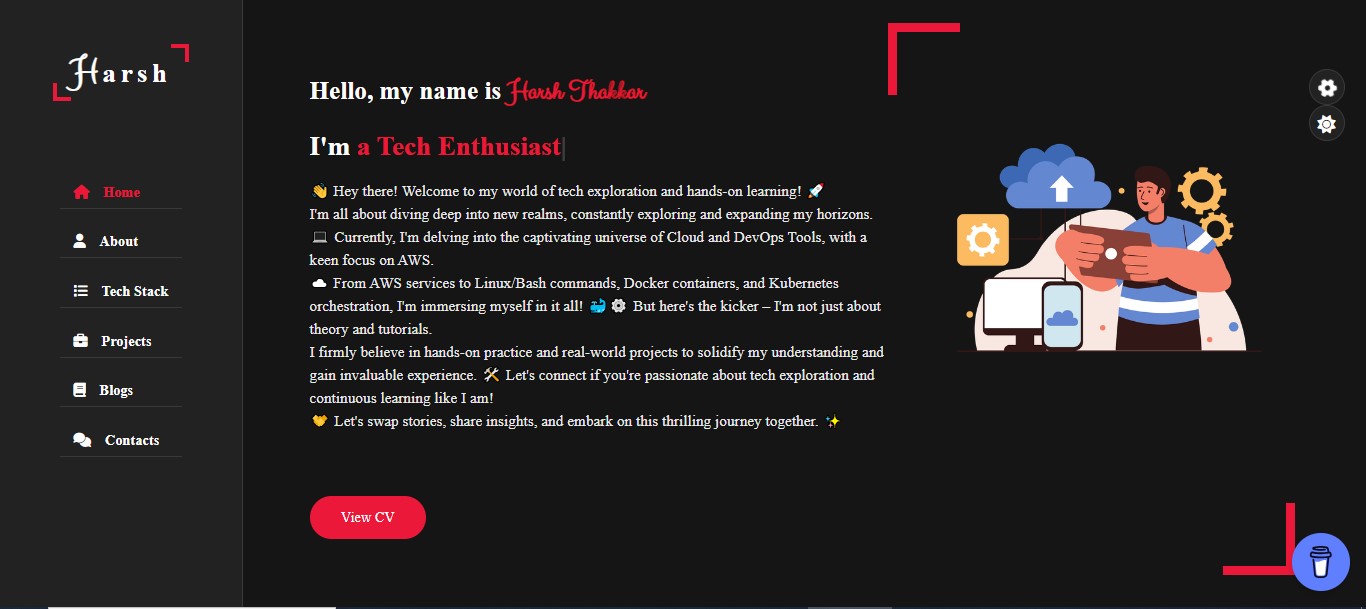 Harsh
Home
About
Tech Stack
Projects
Blogs
Contacts
Hello, my name is Harsh Thakkar
I'm a Tech Enthusiast|
👋 Hey there! Welcome to my world of tech exploration and hands-on learning! 🚀
I'm all about diving deep into new realms, constantly exploring and expanding my horizons.
💻 Currently, I'm delving into the captivating universe of Cloud and DevOps Tools, with a
keen focus on AWS.
☁️ From AWS services to Linux/Bash commands, Docker containers, and Kubernetes
orchestration, I'm immersing myself in it all! 🐳 ⚙️ But here's the kicker – I'm not just about
theory and tutorials.
I firmly believe in hands-on practice and real-world projects to solidify my understanding and
gain invaluable experience. 🛠️ Let's connect if you're passionate about tech exploration and
continuous learning like I am!
🤝 Let's swap stories, share insights, and embark on this thrilling journey together. ✨
View CV